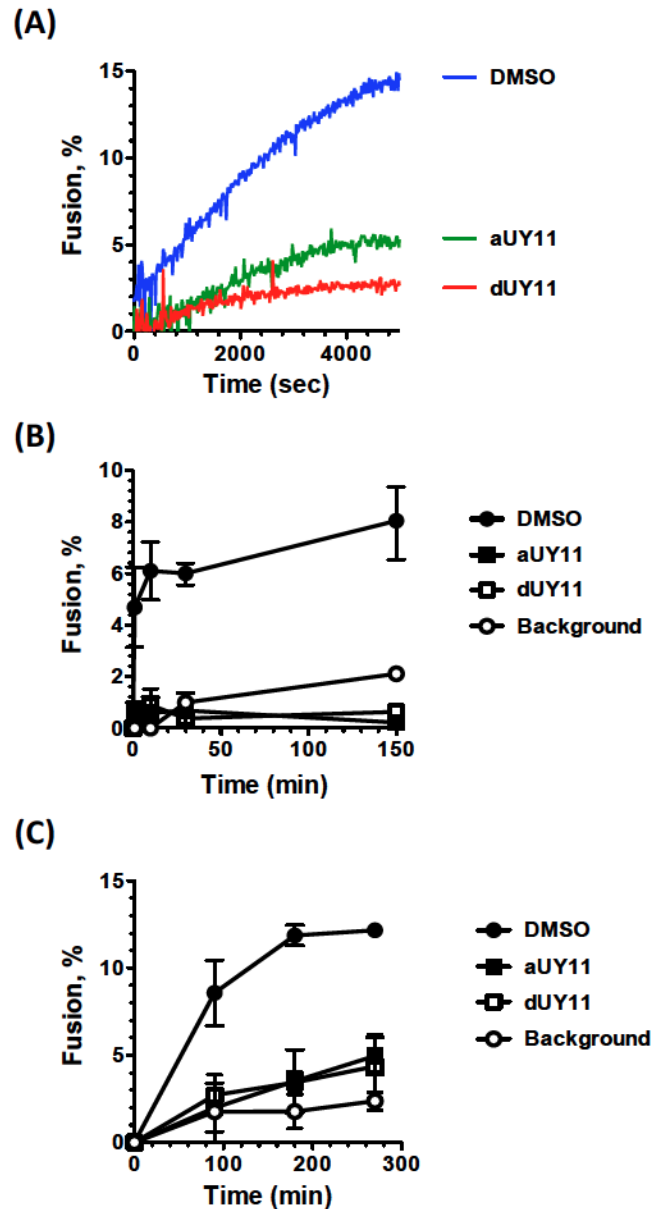 (A)
15
10
5
0
Fusion, %
0
2000
4000
Time (sec)
DMSO
aUY11
dUY11
(B)
10
8
6
4
2
0
Fusion, %
0
50
100
150
Time (min)
DMSO
aUY11
dUY11
Background
(C)
15
10
5
0
Fusion, %
0
100
200
300
Time (min)
DMSO
aUY11
dUY11
Background